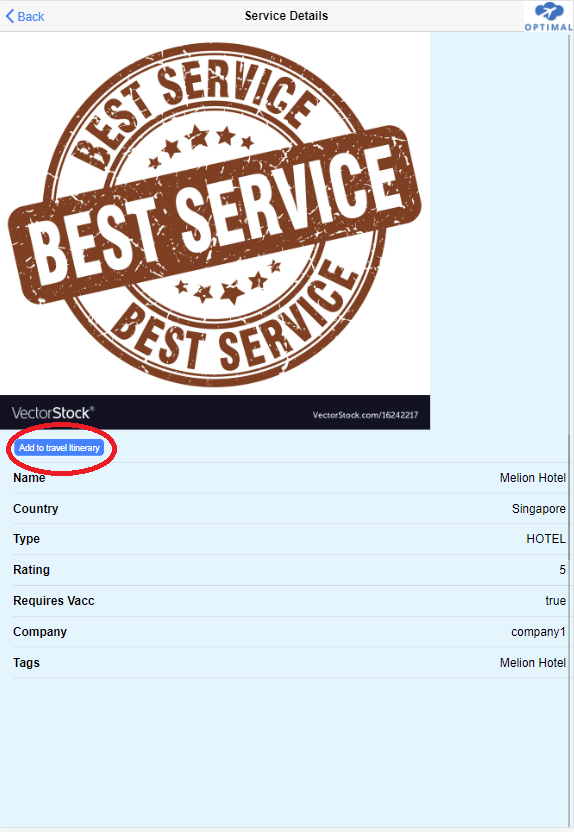 Back
Service Details
OPTIMAL
BEST SERVICE
BEST SERVICE
BEST SERVICE
VectorStock®
VectorStock.com/16242217
Add to travel Itinerary
Name Melion Hotel
Country Singapore
Type HOTEL
Rating 5
Requires Vacc true
Company company1
Tags Melion Hotel